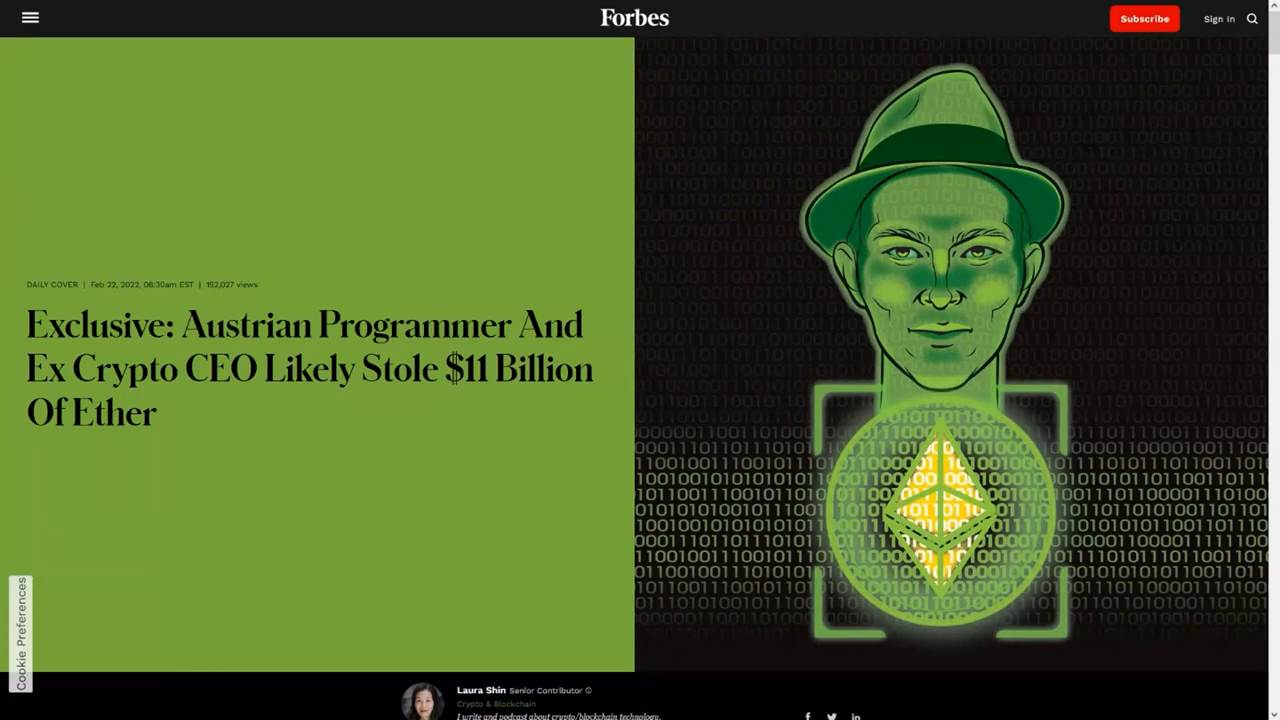 Forbes
Subscribe
Sign In
DAILY COVER | Feb 22, 2022, 06:30am EST | 152,027 views
Exclusive: Austrian Programmer And
Ex Crypto CEO Likely Stole $11 Billion
Of Ether
Cookie Preferences
Laura Shin Senior Contributor
Crypto & Blockchain
I write and podcast about crypto/blockchain technology.